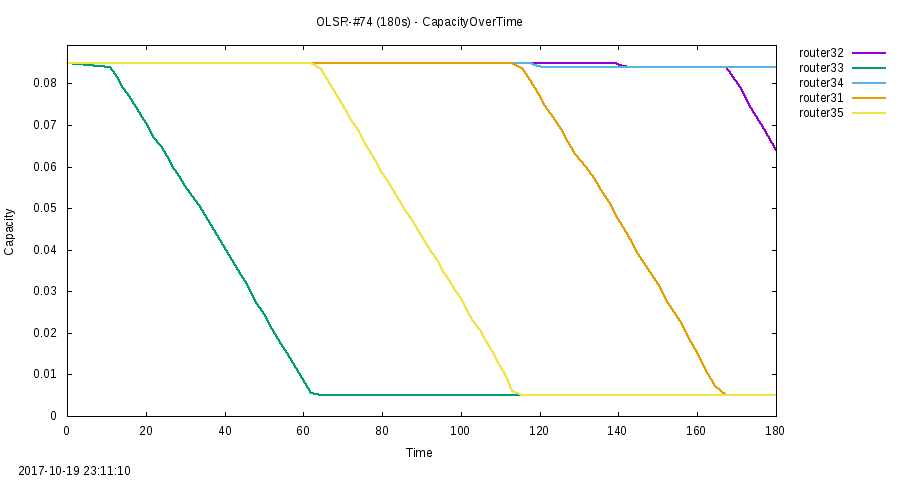 OLSR-#74 (180s) - CapacityOverTime
router32
router33
router34
router31
router35
0.08
0.07
0.06
0.05
0.04
0.03
0.02
0.01
0
Capacity
0 20 40 60 80 100 120 140 160 180
Time
2017-10-19 23:11:10